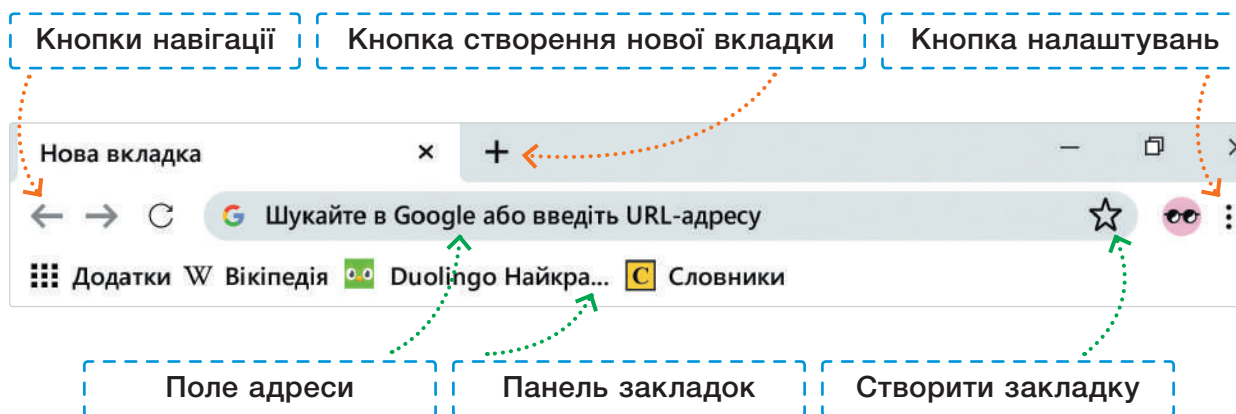 Кнопки навігації Кнопка створення нової вкладки Кнопка налаштувань
Нова вкладка
Шукайте в Google або введіть URL-адресу
Додатки W Вікіпедія Duolingo Найкра... C Словники
Поле адреси Панель закладок Створити закладку